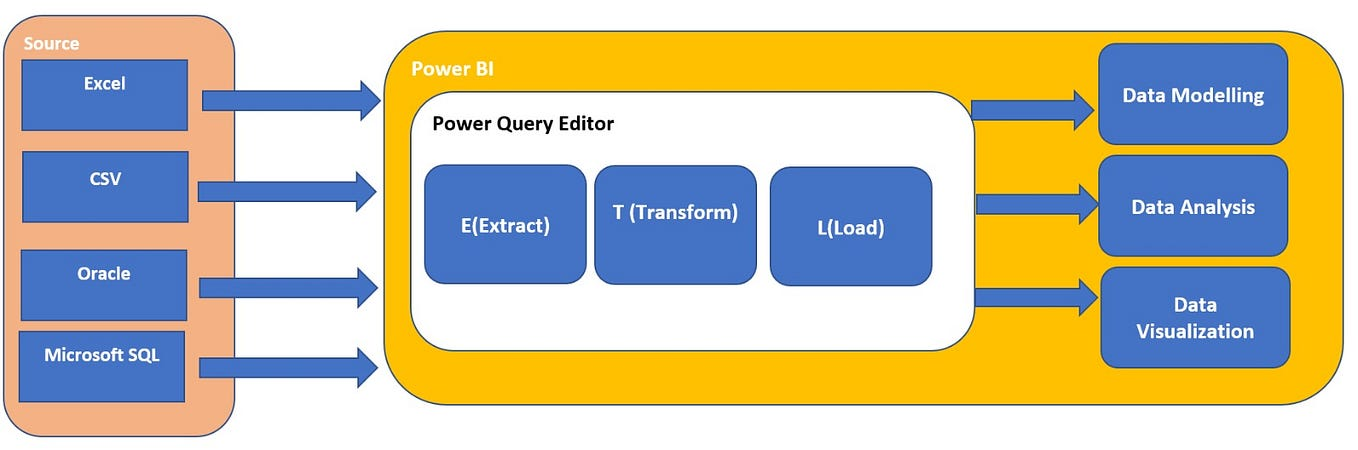 Source
Excel
CSV
Oracle
Microsoft SQL
Power BI
Power Query Editor
E(Extract)
T (Transform)
L(Load)
Data Modelling
Data Analysis
Data
Visualization